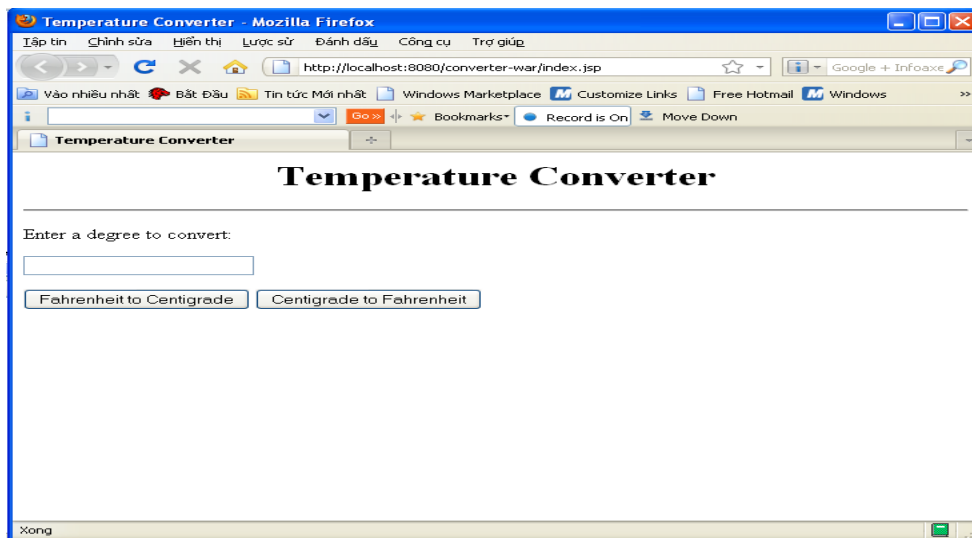 Temperature Converter - Mozilla Firefox
Tập tin Chỉnh sửa Hiển thị Lược sử Đánh dấu Công cụ Trợ giúp
http://localhost:8080/converter-war/index.jsp Google + Infoaxe
Vào nhiều nhất Bắt Đầu Tin tức Mới nhất Windows Marketplace Customize Links Free Hotmail Windows »
Go» Bookmarks Record is On Move Down
Temperature Converter
Temperature Converter
Enter a degree to convert:
Fahrenheit to Centigrade Centigrade to Fahrenheit
Xong